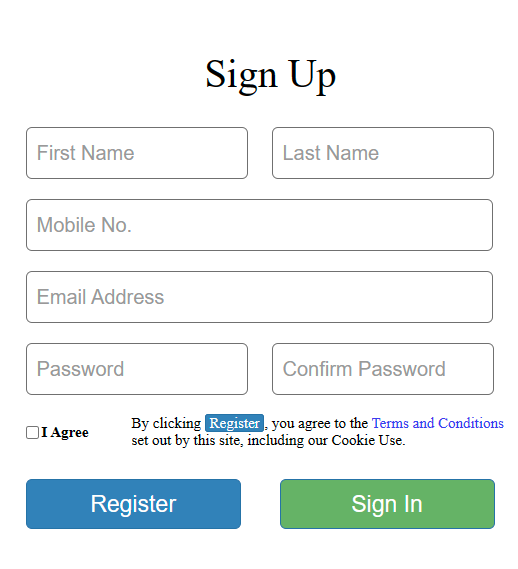 Sign Up
First Name Last Name
Mobile No.
Email Address
Password Confirm Password
I Agree By clicking Register, you agree to the Terms and Conditions
set out by this site, including our Cookie Use.
Register Sign In